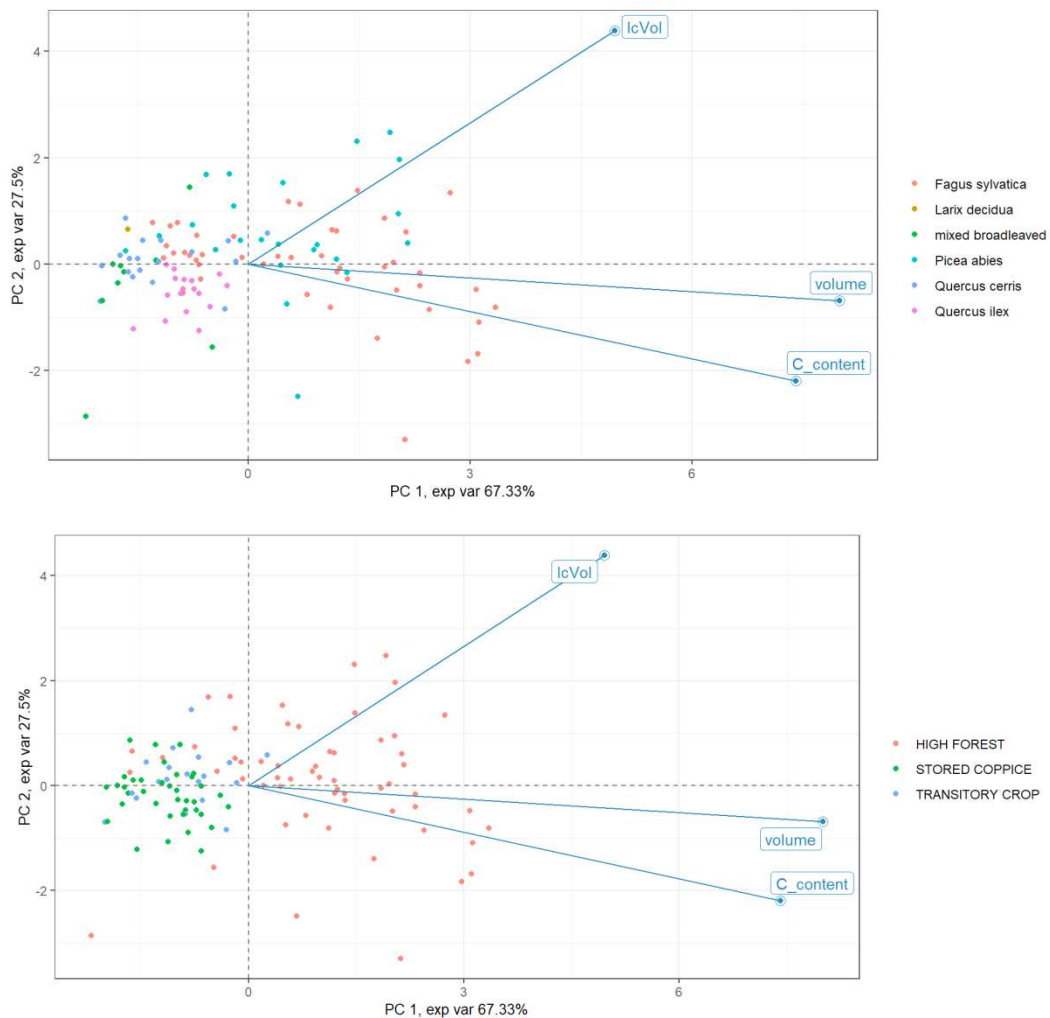 4
2
0
-2
PC 2, exp var 27.5%
IcVol
volume
C_content
0
3
6
PC 1, exp var 67.33%
Fagus sylvatica
Larix decidua
mixed broadleaved
Picea abies
Quercus cerris
Quercus ilex
4
2
0
-2
PC 2, exp var 27.5%
IcVol
volume
C_content
0
3
6
PC 1, exp var 67.33%
HIGH FOREST
STORED COPPICE
TRANSITORY CROP